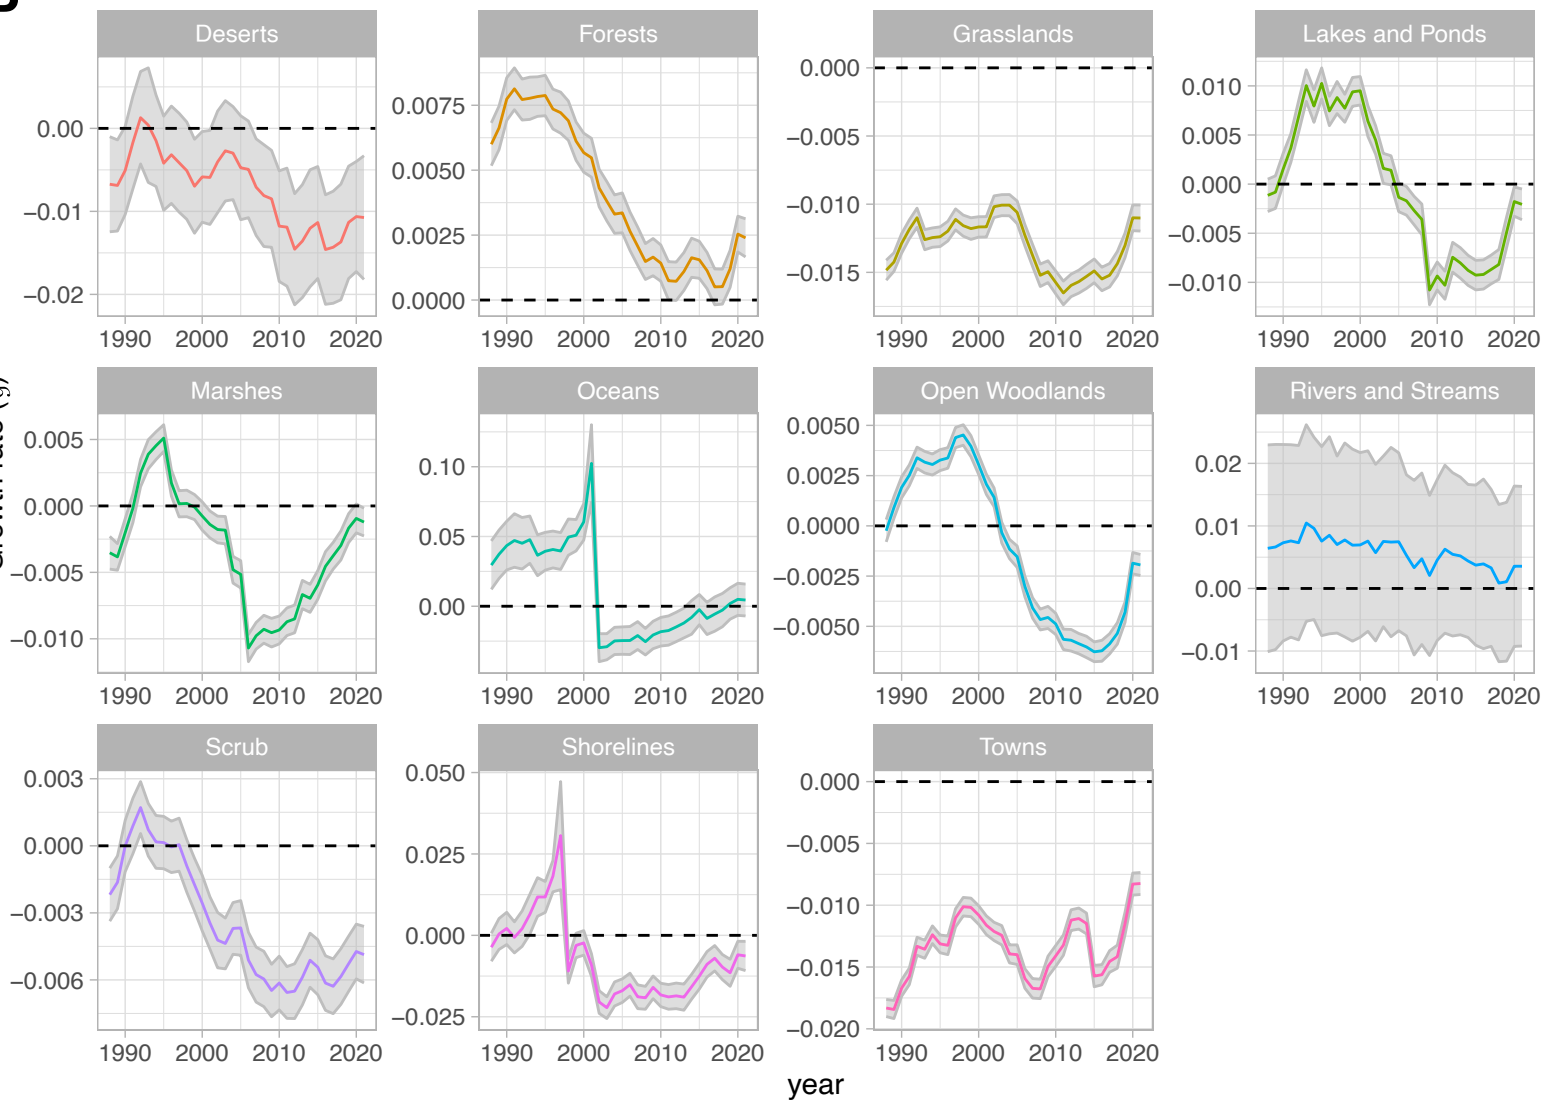 Deserts
Forests
Grasslands
Lakes and Ponds
0.00
−0.01
−0.02
0.0075
0.0050
0.0025
0.0000
0.000
−0.005
−0.010
−0.015
0.010
0.005
0.000
−0.005
−0.010
1990 2000 2010 2020
1990 2000 2010 2020
1990 2000 2010 2020
1990 2000 2010 2020
Marshes
Oceans
Open Woodlands
Rivers and Streams
0.005
0.000
−0.005
−0.010
0.10
0.05
0.00
0.0050
0.0025
0.0000
−0.0025
−0.0050
0.02
0.01
0.00
−0.01
1990 2000 2010 2020
1990 2000 2010 2020
1990 2000 2010 2020
1990 2000 2010 2020
Scrub
Shorelines
Towns
0.003
0.000
−0.003
−0.006
0.050
0.025
0.000
−0.025
0.000
−0.005
−0.010
−0.015
−0.020
1990 2000 2010 2020
1990 2000 2010 2020
1990 2000 2010 2020
year